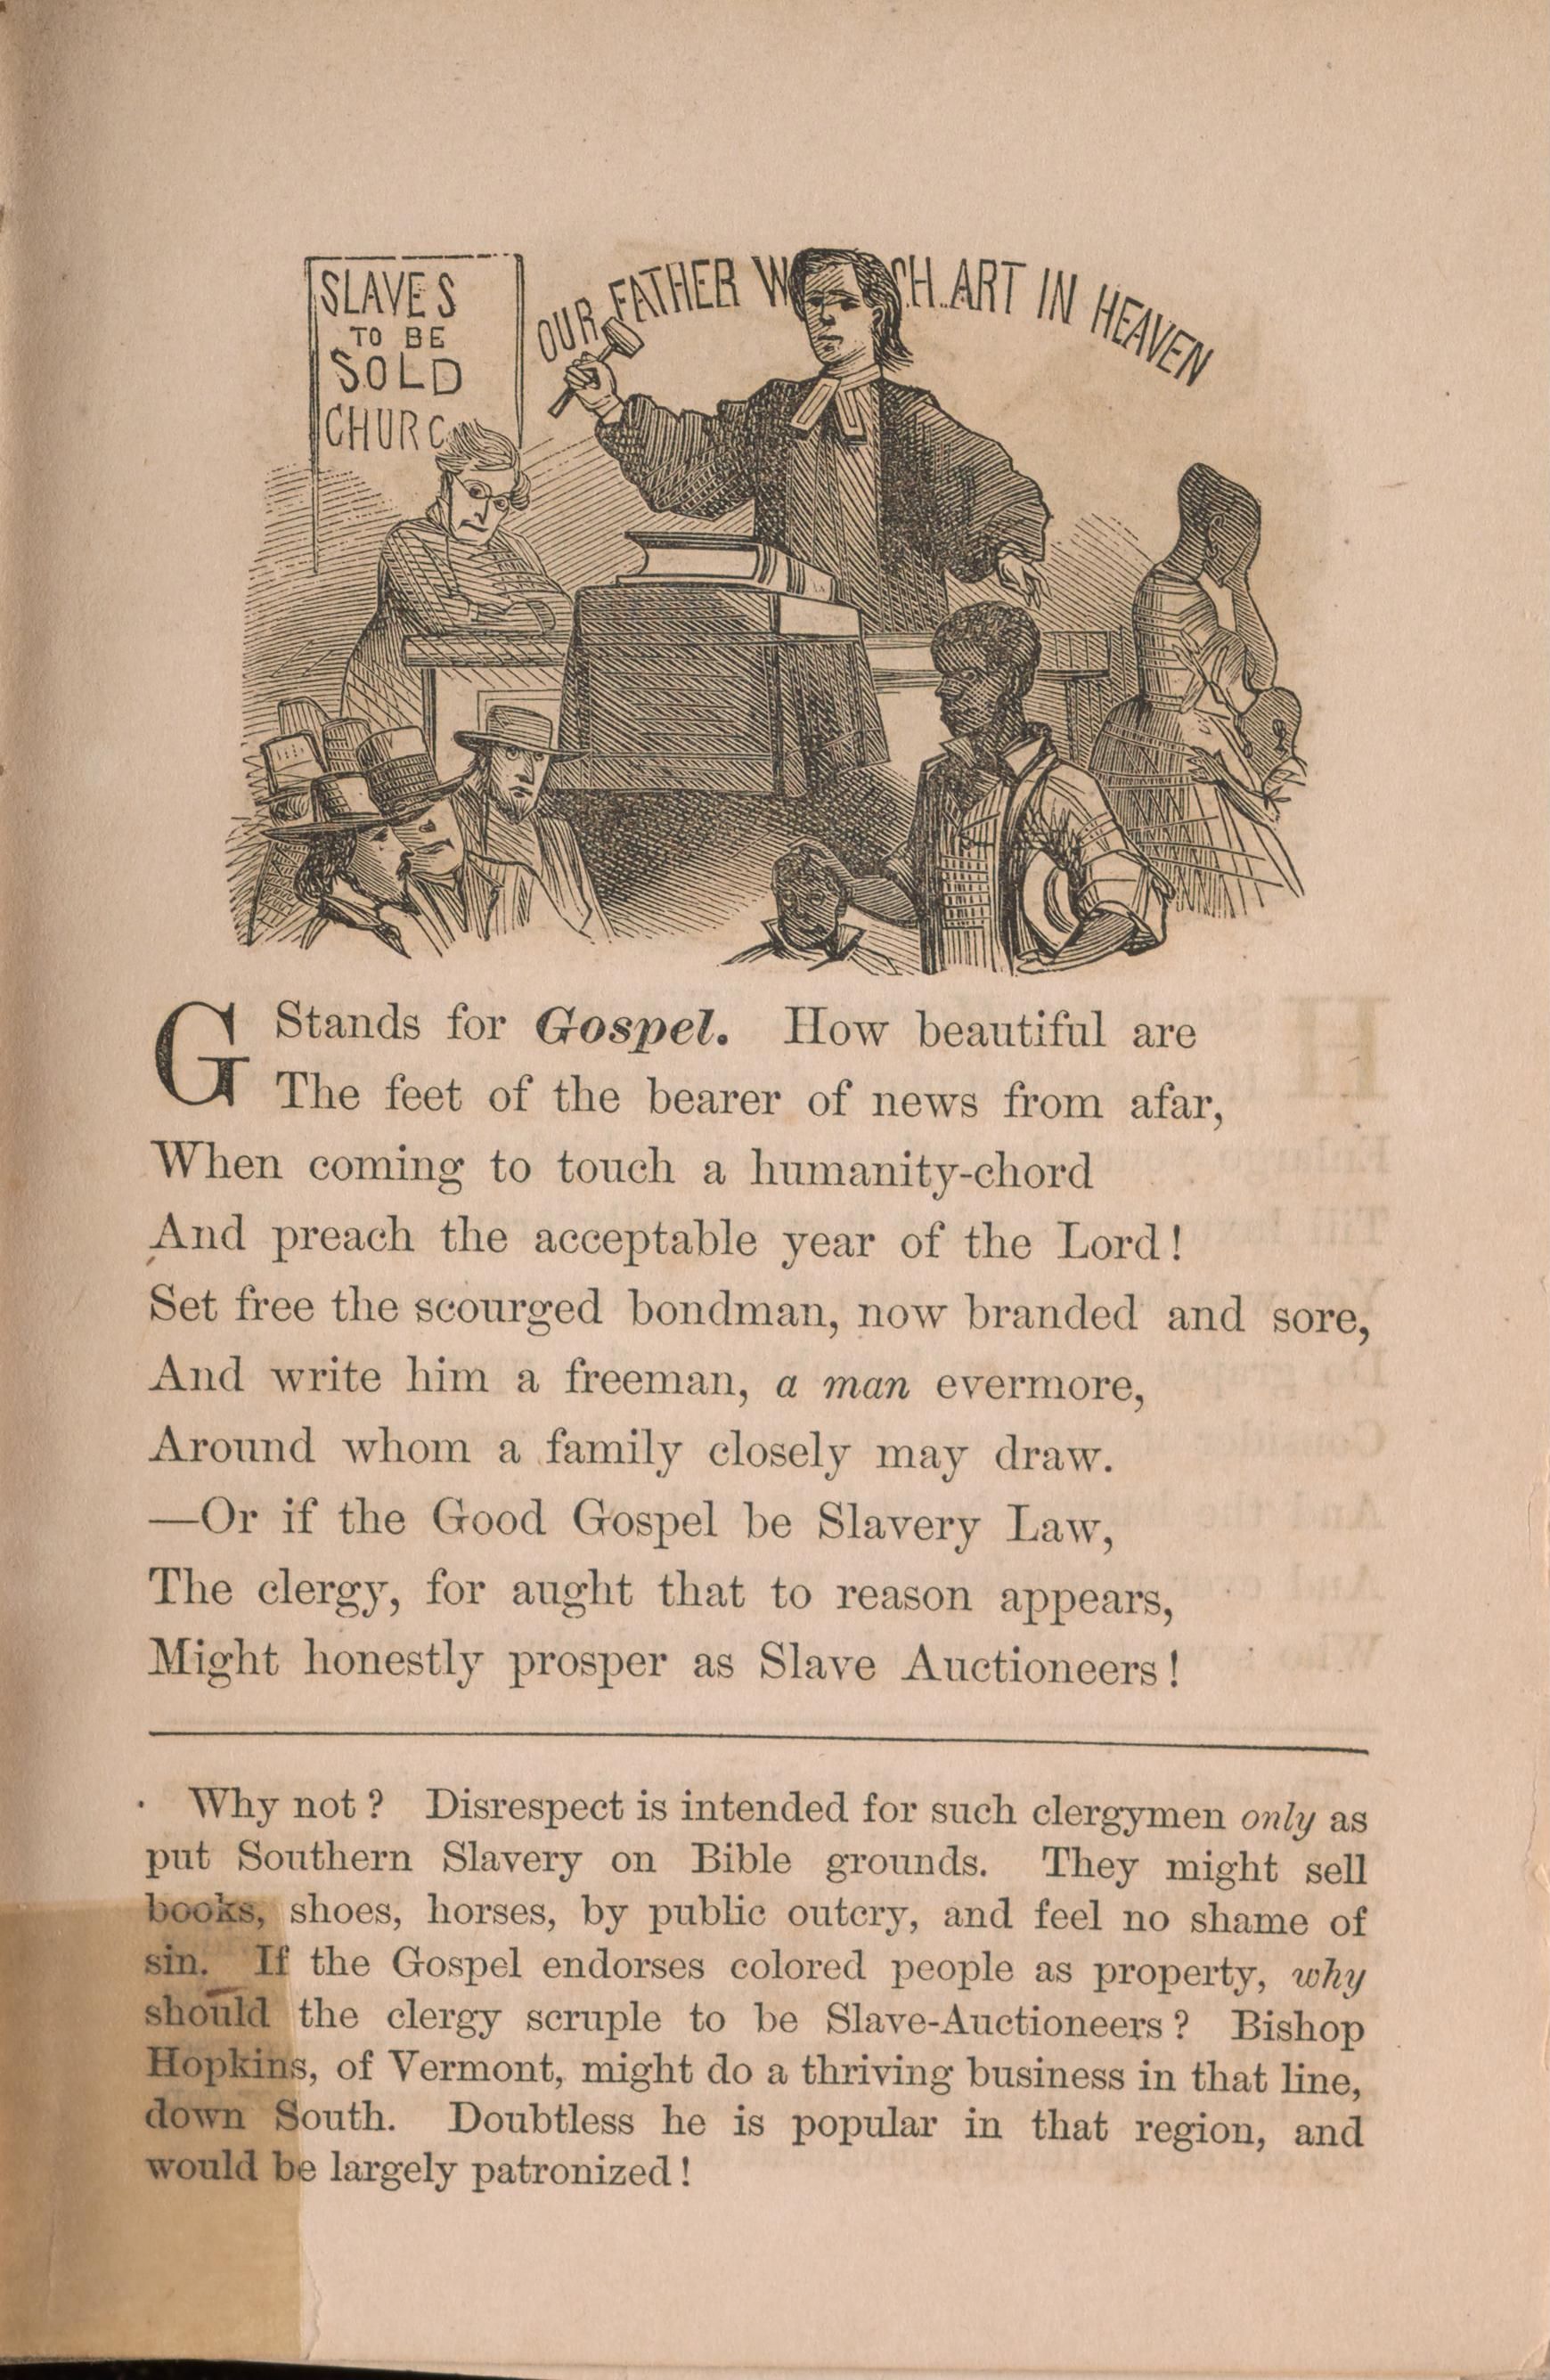 SLAVES
TO BE
SOLD
CHURC
OUR FATHER W CH ART IN HEAVEN
G Stands for Gospel. How beautiful are
The feet of the bearer of news from afar,
When coming to touch a humanity-chord
And preach the acceptable year of the Lord!
Set free the scourged bondman, now branded and sore,
And write him a freeman, a man evermore,
Around whom a family closely may draw.
—Or if the Good Gospel be Slavery Law,
The clergy, for aught that to reason appears,
Might honestly prosper as Slave Auctioneers!
Why not? Disrespect is intended for such clergymen only as
put Southern Slavery on Bible grounds. They might sell
books, shoes, horses, by public outcry, and feel no shame of
sin. If the Gospel endorses colored people as property, why
should the clergy scruple to be Slave-Auctioneers? Bishop
Hopkins, of Vermont, might do a thriving business in that line,
down South. Doubtless he is popular in that region, and
would be largely patronized!